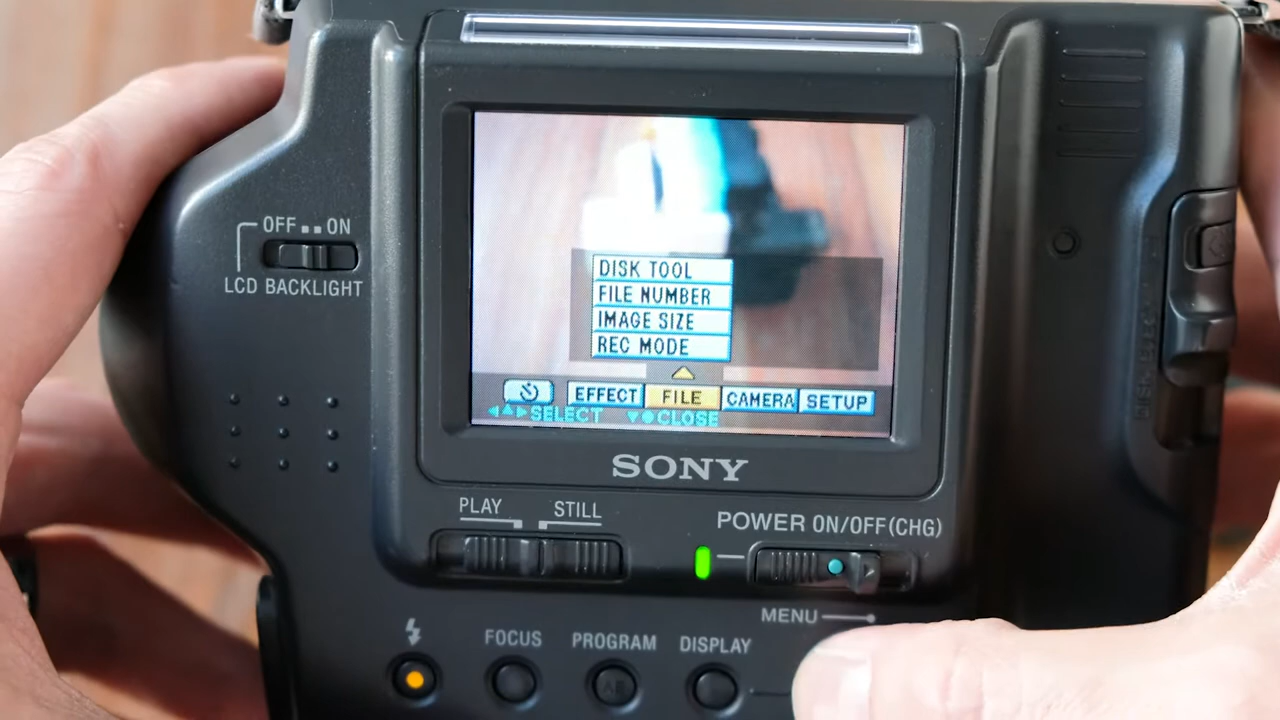 OFF ON
LCD BACKLIGHT
DISK TOOL
FILE NUMBER
IMAGE SIZE
REC MODE
EFFECT FILE CAMERA SETUP
SELECT CLOSE
SONY
PLAY STILL
POWER ON/OFF(CHG)
MENU
FOCUS PROGRAM DISPLAY
AE